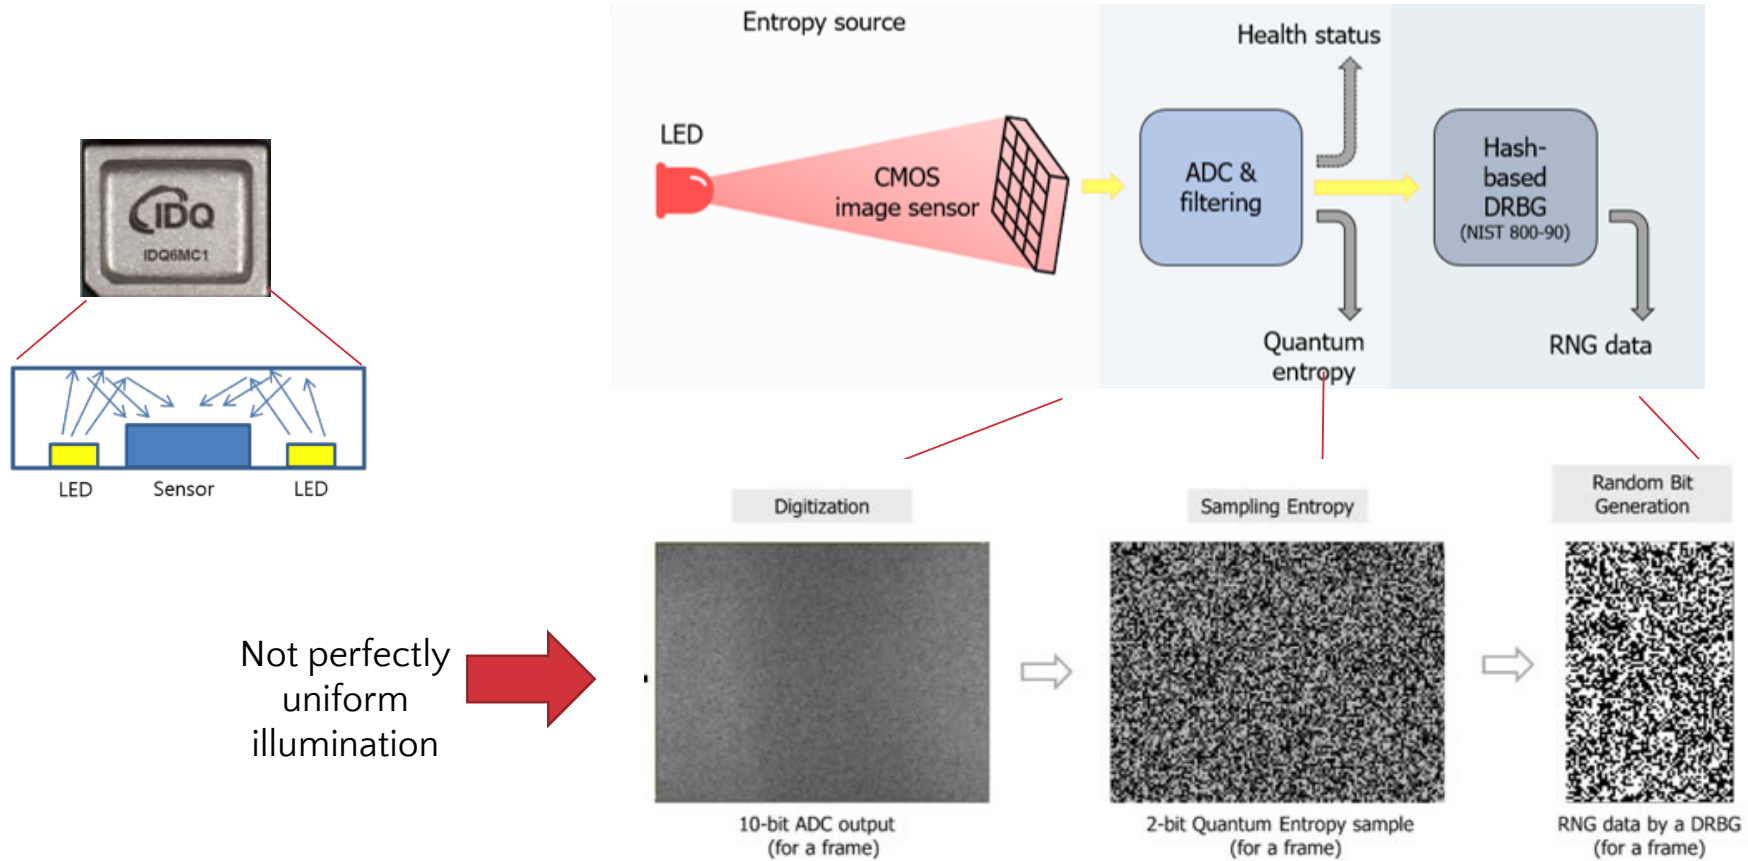 Entropy source
Health status
LED
CMOS
image sensor
ADC &
filtering
Hash-
based
DRBG
(NIST 800-90)
Quantum
entropy
RNG data
IDQ
IDQ6MC1
LED
Sensor
LED
Digitization
Sampling Entropy
Random Bit
Generation
Not perfectly
uniform
illumination
10-bit ADC output
(for a frame)
2-bit Quantum Entropy sample
(for a frame)
RNG data by a DRBG
(for a frame)